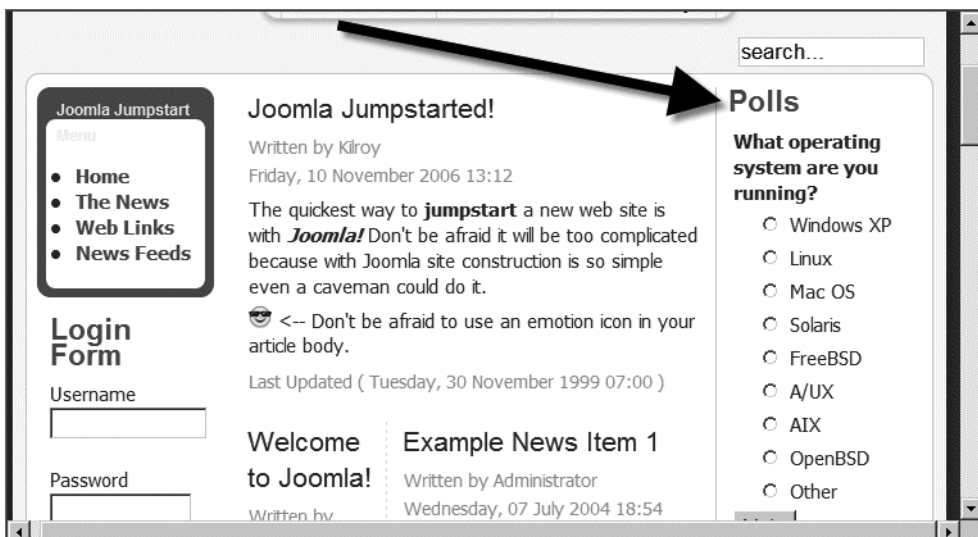 search...
Joomla Jumpstart
Menu
Home
The News
Web Links
News Feeds
Login
Form
Username
Password
Joomla Jumpstarted!
Written by Kilroy
Friday, 10 November 2006 13:12
The quickest way to jumpstart a new web site is
with Joomla! Don't be afraid it will be too complicated
because with Joomla site construction is so simple
even a caveman could do it.
<-- Don't be afraid to use an emotion icon in your
article body.
Last Updated ( Tuesday, 30 November 1999 07:00 )
Welcome
to Joomla!
Written by
Example News Item 1
Written by Administrator
Wednesday, 07 July 2004 18:54
Polls
What operating
system are you
running?
Windows XP
Linux
Mac OS
Solaris
FreeBSD
A/UX
AIX
OpenBSD
Other